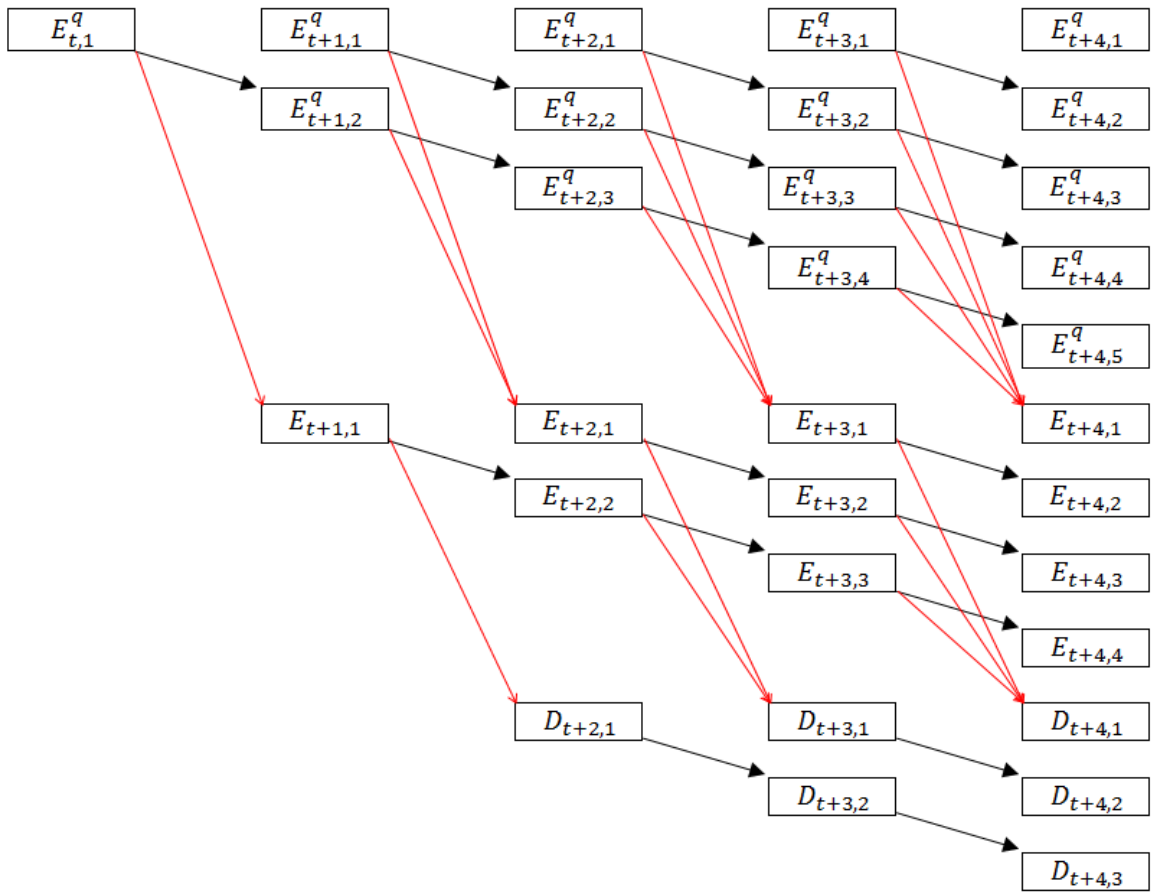 E^q_{t,1} E^q_{t+1,1} E^q_{t+2,1} E^q_{t+3,1} E^q_{t+4,1}
E^q_{t+1,2} E^q_{t+2,2} E^q_{t+3,2} E^q_{t+4,2}
E^q_{t+2,3} E^q_{t+3,3} E^q_{t+4,3}
E^q_{t+3,4} E^q_{t+4,4}
E^q_{t+4,5}
E_{t+1,1} E_{t+2,1} E_{t+3,1} E_{t+4,1}
E_{t+2,2} E_{t+3,2} E_{t+4,2}
E_{t+3,3} E_{t+4,3}
E_{t+4,4}
D_{t+2,1} D_{t+3,1} D_{t+4,1}
D_{t+3,2} D_{t+4,2}
D_{t+4,3}